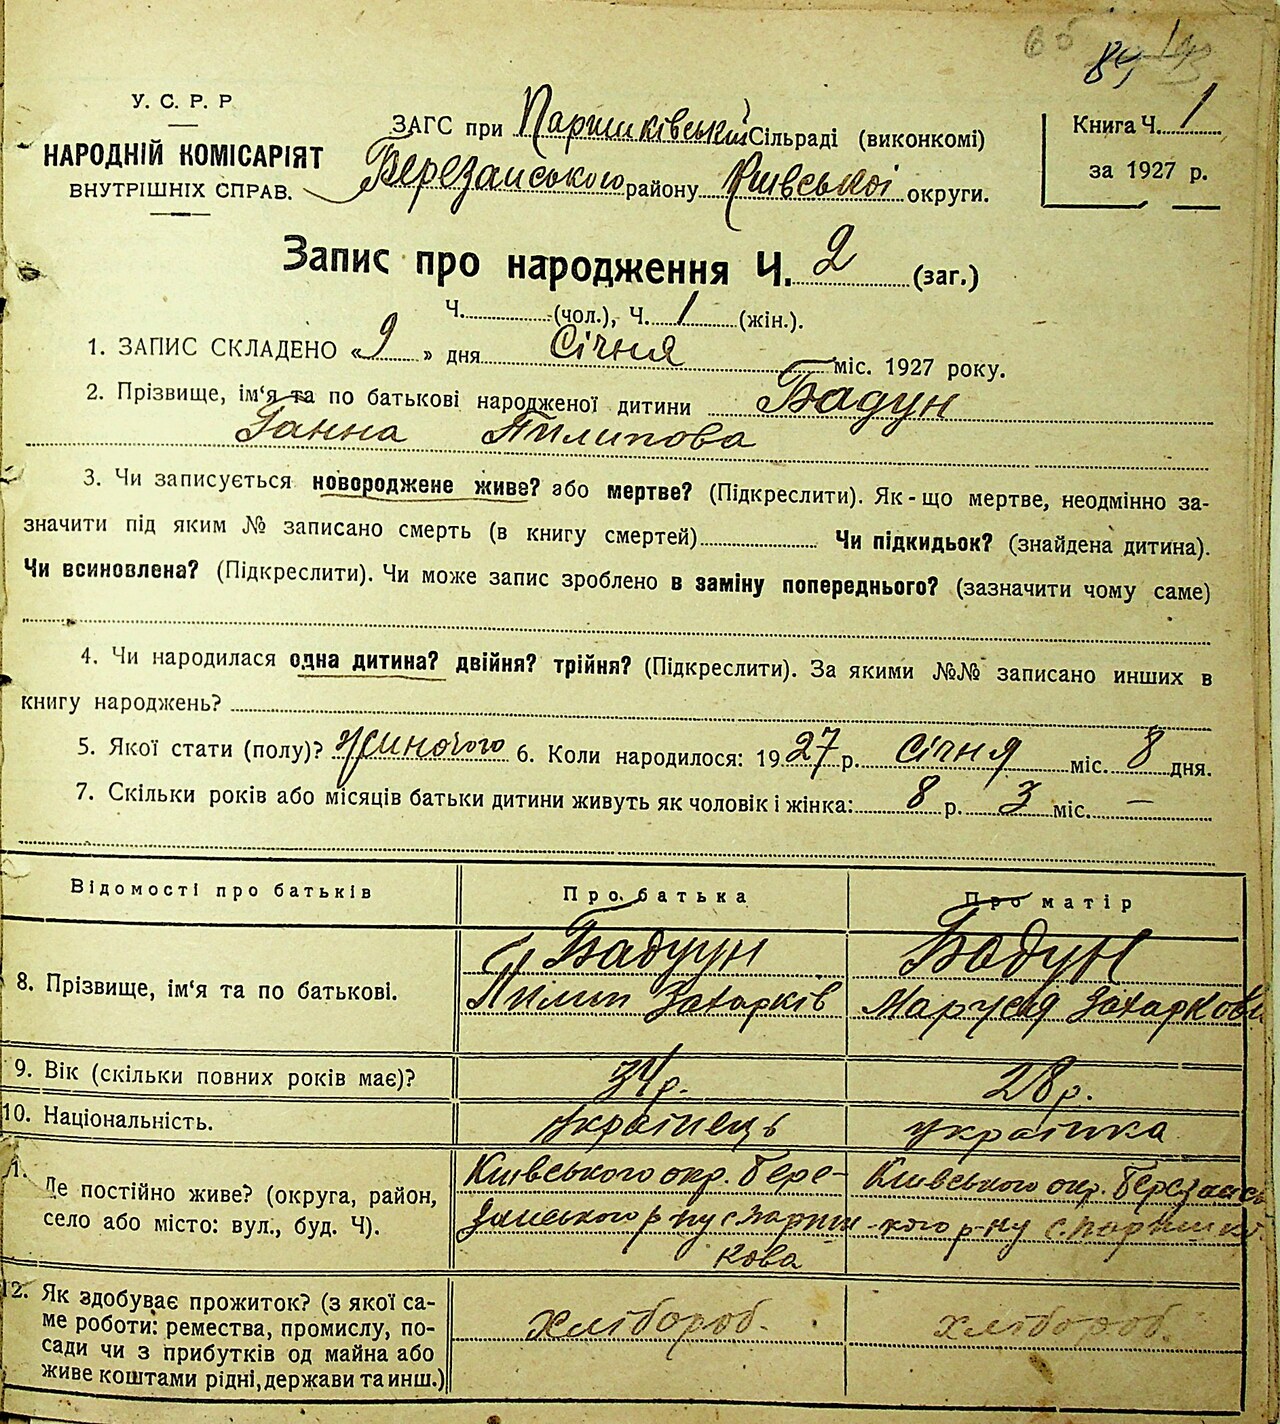 84
У. С. Р. Р
НАРОДНІЙ КОМІСАРІЯТ
ВНУТРІШНІХ СПРАВ.
ЗАГС при Паришківській Сільраді (виконкомі)
Березанського району Київської округи.
Книга Ч. 1
за 1927 р.
Запис про народження Ч. 2 (заг.)
Ч. (чол.), Ч. 1 (жін.).
1. ЗАПИС СКЛАДЕНО « 9 » дня Січня міс. 1927 року.
2. Прізвище, ім‘я та по батькові народженої дитини Бадун
Ганна Пилипова
3. Чи записується новороджене живе? або мертве? (Підкреслити). Як-що мертве, неодмінно за-
значити під яким № записано смерть (в книгу смертей) Чи підкидьок? (знайдена дитина).
Чи всиновлена? (Підкреслити). Чи може запис зроблено в заміну попереднього? (зазначити чому саме)
4. Чи народилася одна дитина? двійня? трійня? (Підкреслити). За якими №№ записано инших в
книгу народжень?
5. Якої стати (полу)? Жиночого 6. Коли народилося: 1927 р. Січня міс. 8 дня.
7. Скільки років або місяців батьки дитини живуть як чоловік і жінка: 8 р. 3 міс. —
Відомості про батьків Про батька Про матір
8. Прізвище, ім‘я та по батькові.
Бадун
Пилип Захарків
Бадун
Маруся
9. Вік (скільки повних років має)? 34 р. 28 р.
10. Національність. українець українка
11. Де постійно живе? (округа, район,
село або місто: вул., буд. Ч).
Київського окр. Бере-
занського р-ну с. Париш
кова
Київського окр. Березансь
-кого р-ну с.
12. Як здобуває прожиток? (з якої са-
ме роботи: ремества, промислу, по-
сади чи з прибутків од майна або
живе коштами рідні, держави та инш.)
хлібороб.
хлібороб.